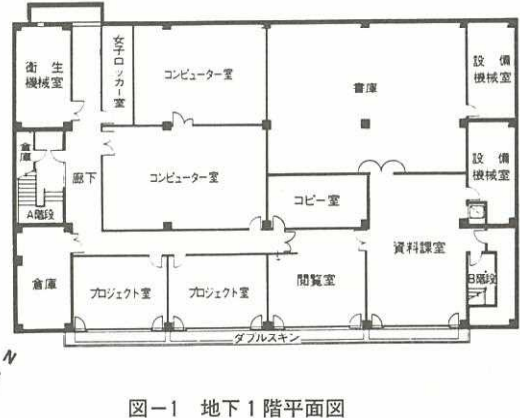 衛生
機械室
女子ロッカー室
コンピューター室
書庫
設備
機械室
倉庫
A階段
廊下
コンピューター室
コピー室
設備
機械室
倉庫
プロジェクト室
プロジェクト室
閲覧室
資料課室
B階段
ダブルスキン
N
図-1 地下1階平面図